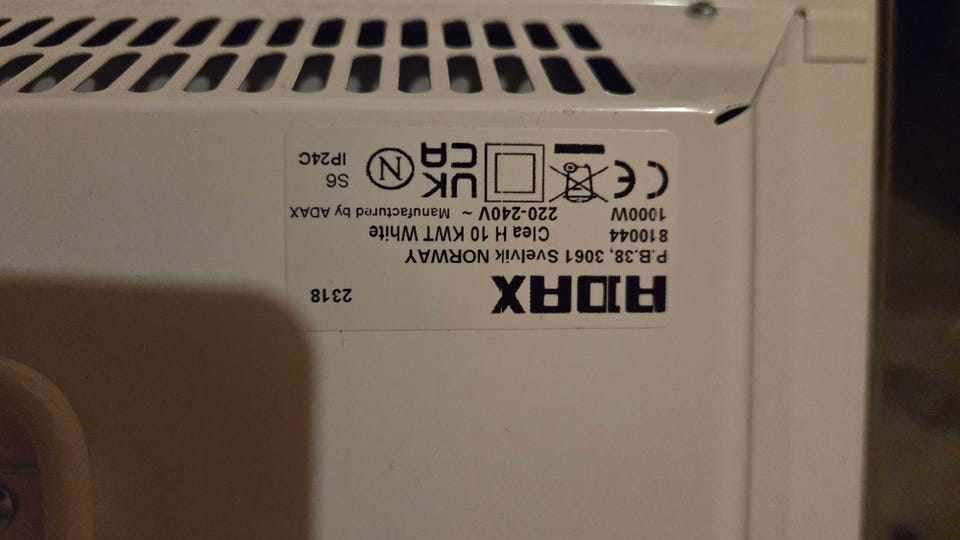 ADAX 2318
P.B.38, 3061 Svelvik NORWAY
810044 Clea H 10 KWT White
1000W 220-240V ~ Manufactured by ADAX
CE UK CA N S6
IP24C